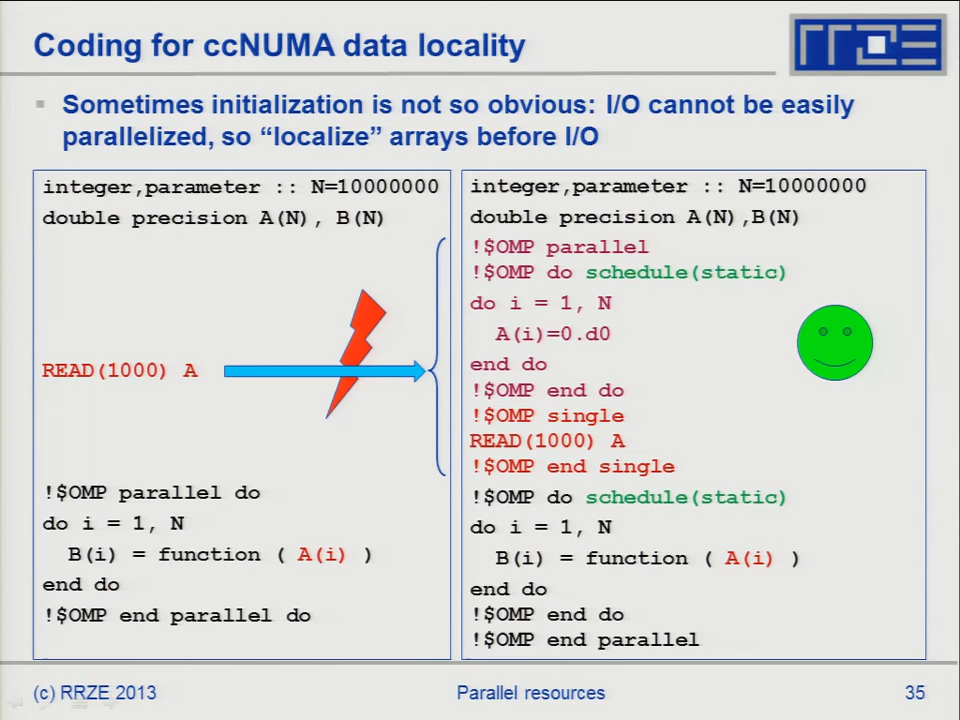 Coding for ccNUMA data locality
RRZE
Sometimes initialization is not so obvious: I/O cannot be easily
parallelized, so “localize” arrays before I/O
integer,parameter :: N=10000000
double precision A(N), B(N)
READ(1000) A
!$OMP parallel do
do i = 1, N
B(i) = function ( A(i) )
end do
!$OMP end parallel do
integer,parameter :: N=10000000
double precision A(N),B(N)
!$OMP parallel
!$OMP do schedule(static)
do i = 1, N
A(i)=0.d0
end do
!$OMP end do
!$OMP single
READ(1000) A
!$OMP end single
!$OMP do schedule(static)
do i = 1, N
B(i) = function ( A(i) )
end do
!$OMP end do
!$OMP end parallel
(c) RRZE 2013
Parallel resources
35